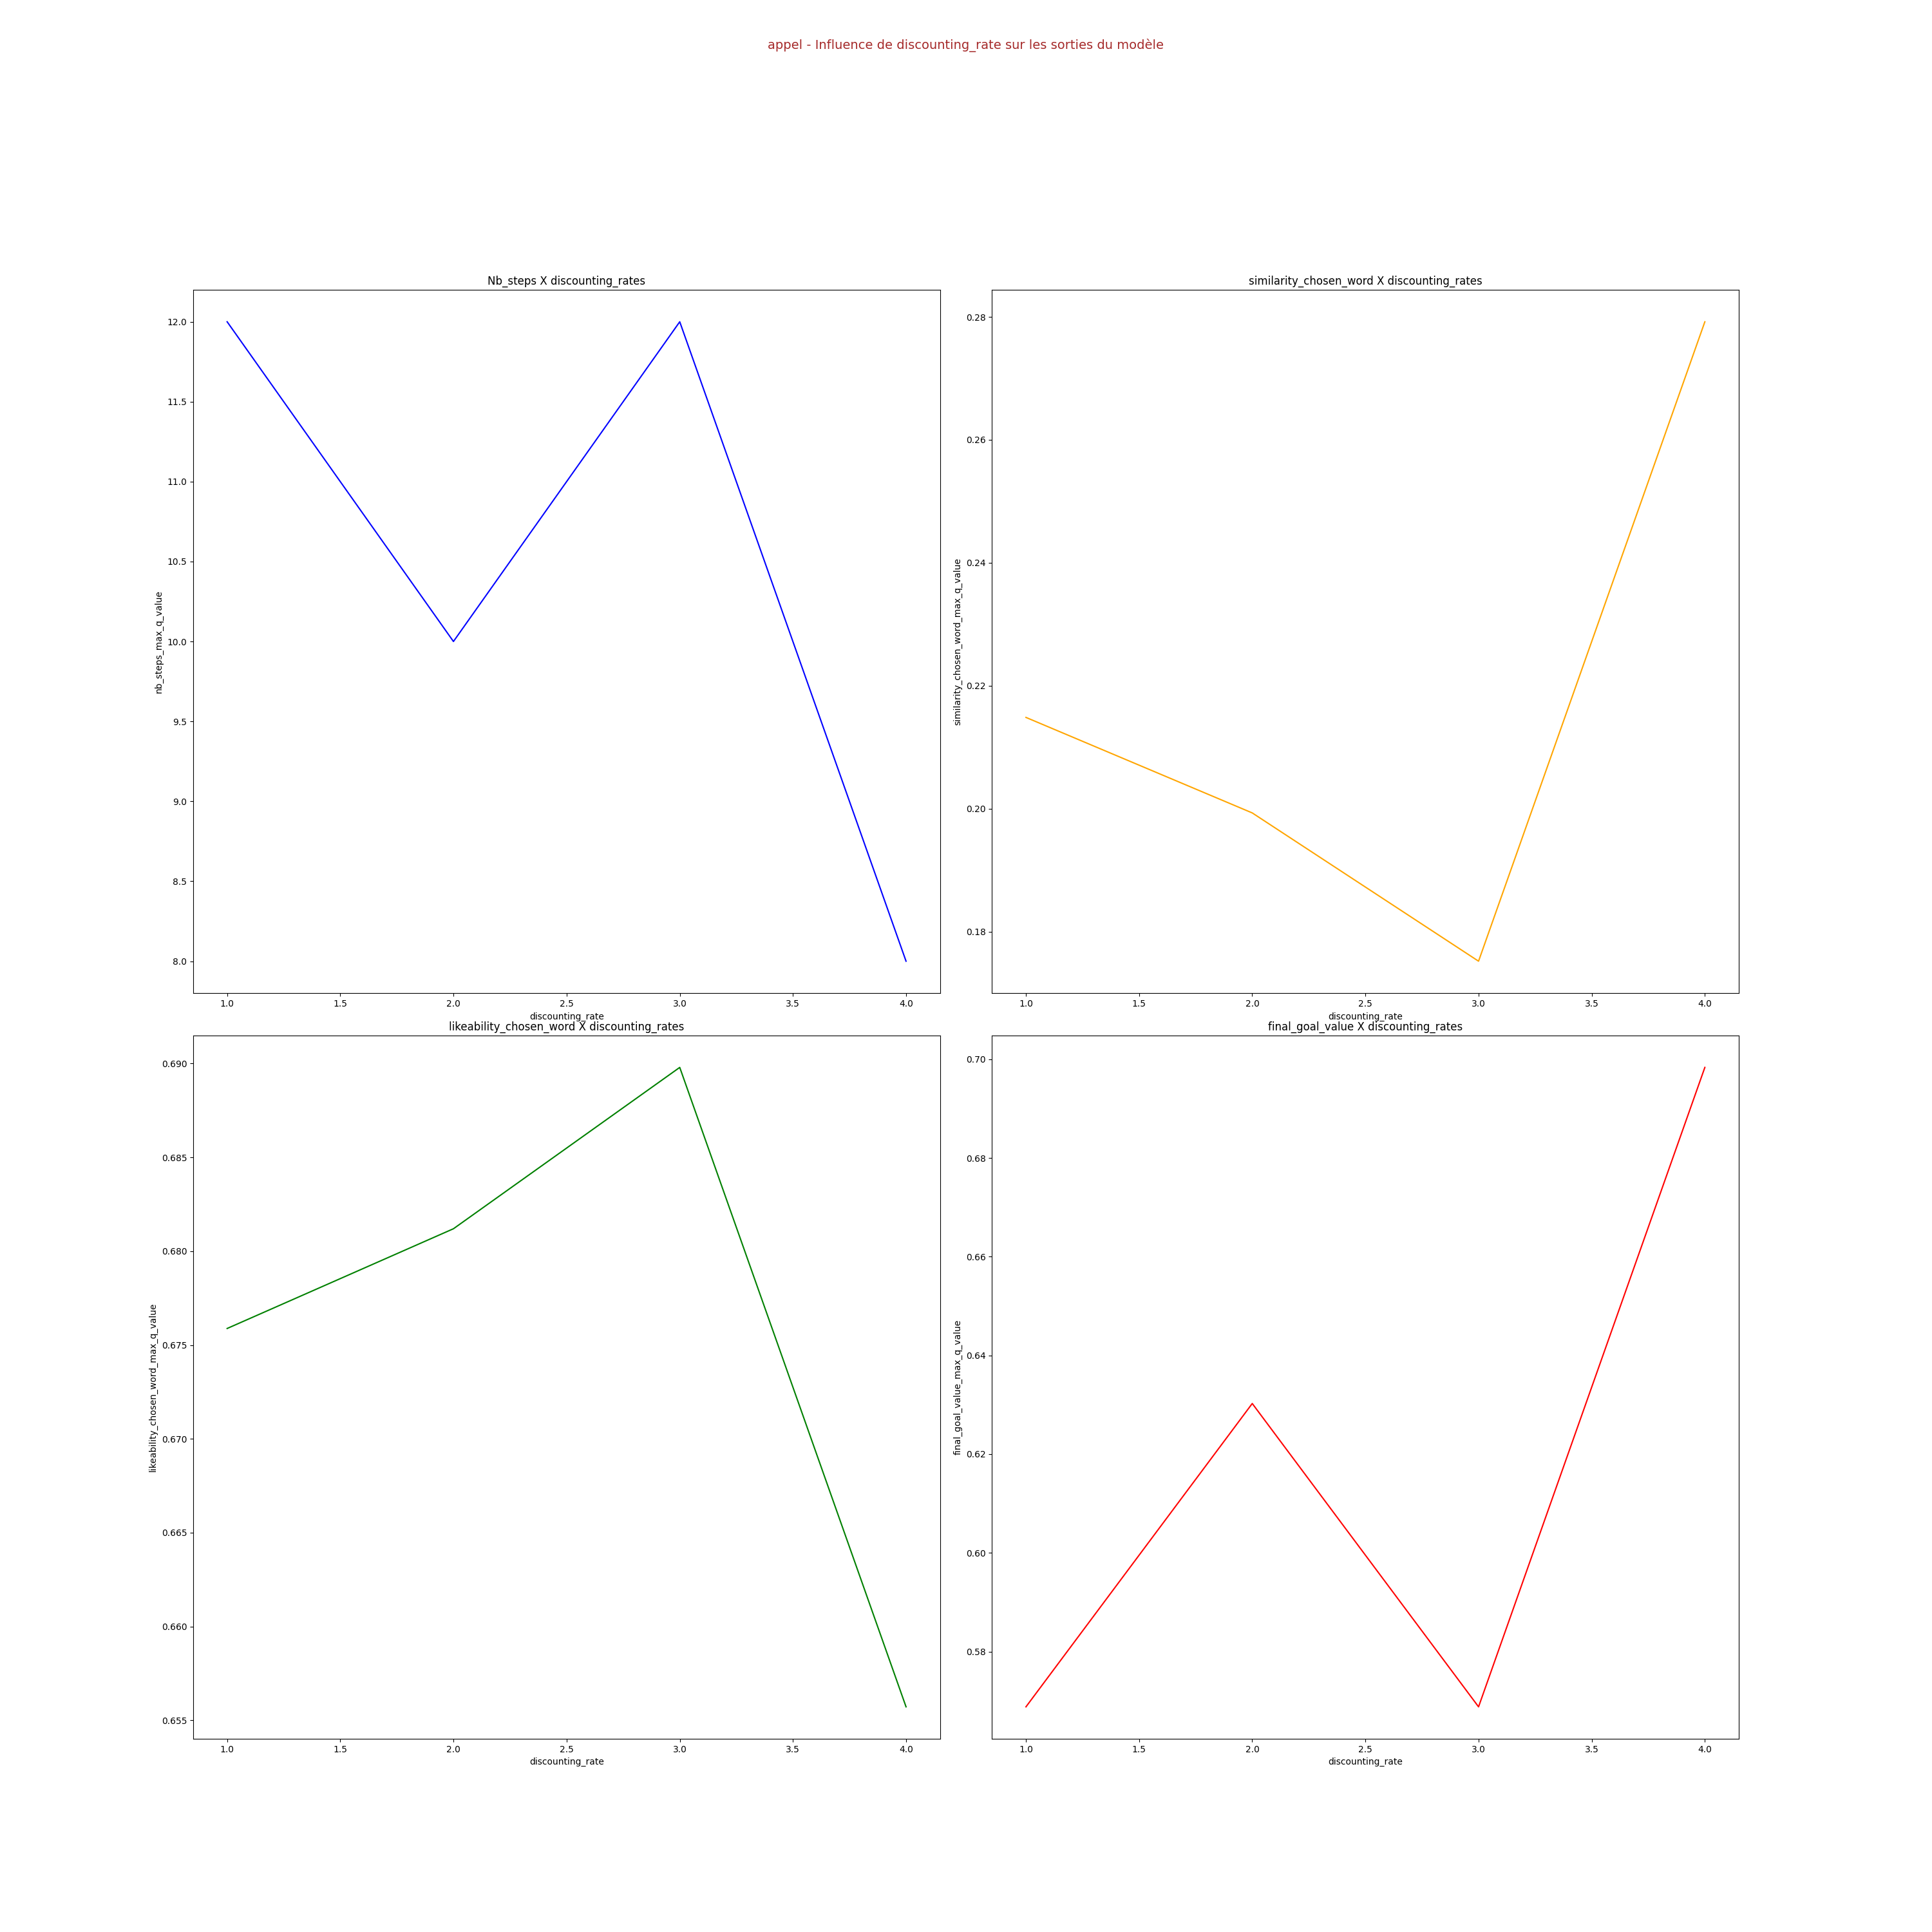 appel - Influence de discounting_rate sur les sorties du modèle
Nb_steps X discounting_rates
12.0
11.5
11.0
10.5
10.0
9.5
9.0
8.5
8.0
nb_steps_max_q_value
1.0 1.5 2.0 2.5 3.0 3.5 4.0
discounting_rate
similarity_chosen_word X discounting_rates
0.28
0.26
0.24
0.22
0.20
0.18
similarity_chosen_word_max_q_value
1.0 1.5 2.0 2.5 3.0 3.5 4.0
discounting_rate
likeability_chosen_word X discounting_rates
0.690
0.685
0.680
0.675
0.670
0.665
0.660
0.655
likeability_chosen_word_max_q_value
1.0 1.5 2.0 2.5 3.0 3.5 4.0
discounting_rate
final_goal_value X discounting_rates
0.70
0.68
0.66
0.64
0.62
0.60
0.58
final_goal_value_max_q_value
1.0 1.5 2.0 2.5 3.0 3.5 4.0
discounting_rate